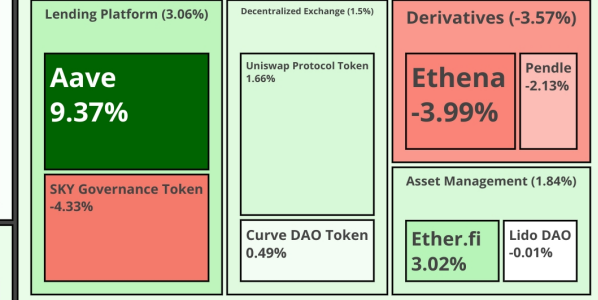 Lending Platform (3.06%)
Aave
9.37%
SKY Governance Token
-4.33%
Decentralized Exchange (1.5%)
Uniswap Protocol Token
1.66%
Curve DAO Token
0.49%
Derivatives (-3.57%)
Ethena
-3.99%
Pendle
-2.13%
Asset Management (1.84%)
Ether.fi
3.02%
Lido DAO
-0.01%